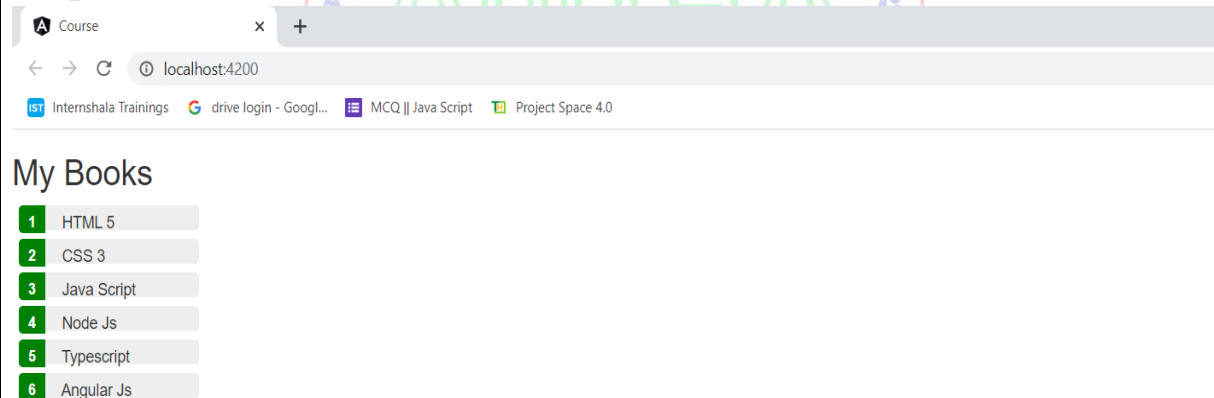 Course
localhost:4200
IST Internshala Trainings drive login - Googl... MCQ || Java Script Project Space 4.0
My Books
1 HTML 5
2 CSS 3
3 Java Script
4 Node Js
5 Typescript
6 Angular Js